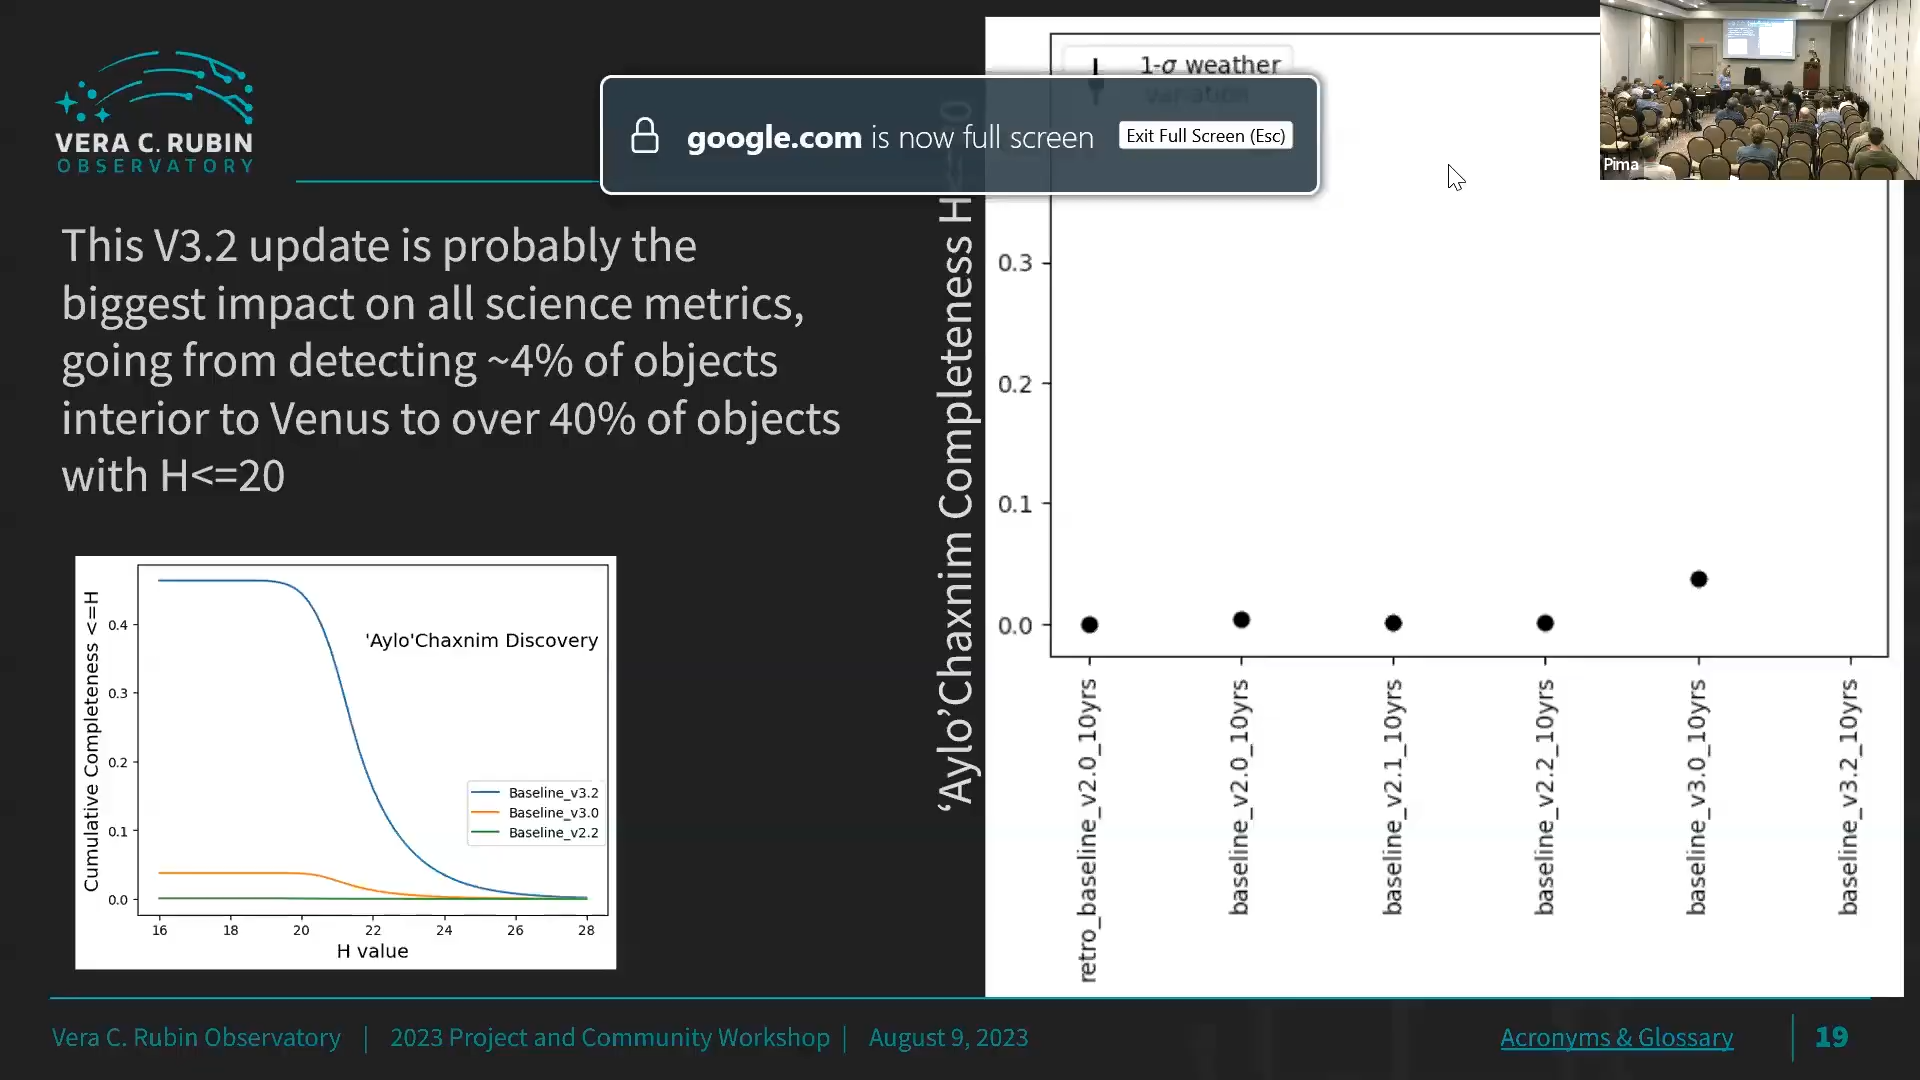 VERA C. RUBIN
OBSERVATORY
google.com is now full screen
Exit Full Screen (Esc)
Pima
This V3.2 update is probably the
biggest impact on all science metrics,
going from detecting ~4% of objects
interior to Venus to over 40% of objects
with H<=20
Cumulative Completeness <=H
0.4
0.3
0.2
0.1
0.0
'Aylo'Chaxnim Discovery
Baseline_v3.2
Baseline_v3.0
Baseline_v2.2
16 18 20 22 24 26 28
H value
‘Aylo’Chaxnim Completeness H<=20
1-σ weather
variation
0.3
0.2
0.1
0.0
retro_baseline_v2.0_10yrs
baseline_v2.0_10yrs
baseline_v2.1_10yrs
baseline_v2.2_10yrs
baseline_v3.0_10yrs
baseline_v3.2_10yrs
Vera C. Rubin Observatory | 2023 Project and Community Workshop | August 9, 2023
Acronyms & Glossary | 19